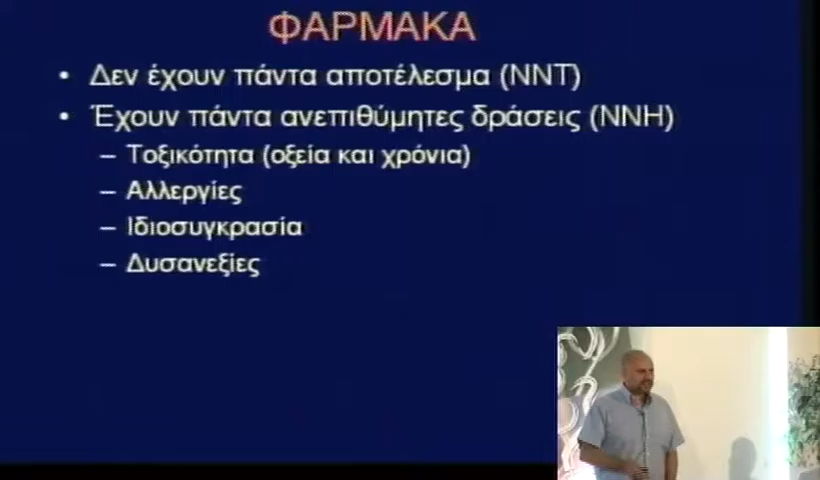 ΦΑΡΜΑΚΑ
• Δεν έχουν πάντα αποτέλεσμα (NNT)
• Έχουν πάντα ανεπιθύμητες δράσεις (NNH)
– Τοξικότητα (οξεία και χρόνια)
– Αλλεργίες
– Ιδιοσυγκρασία
– Δυσανεξίες